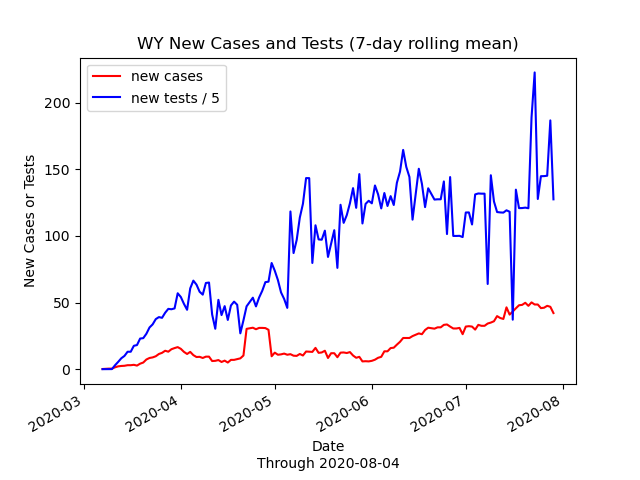 WY New Cases and Tests (7-day rolling mean)
new cases
new tests / 5
New Cases or Tests
200
150
100
50
0
2020-03
2020-04
2020-05
2020-06
2020-07
2020-08
Date
Through 2020-08-04